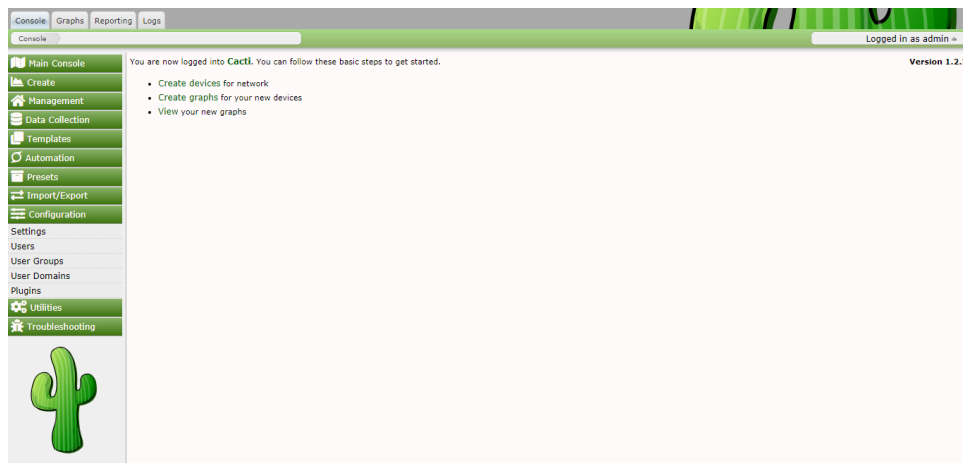 Console Graphs Reporting Logs
Console
Logged in as admin
Main Console
Create
Management
Data Collection
Templates
Automation
Presets
Import/Export
Configuration
Settings
Users
User Groups
User Domains
Plugins
Utilities
Troubleshooting
You are now logged into Cacti. You can follow these basic steps to get started.
Version 1.2.
Create devices for network
Create graphs for your new devices
View your new graphs